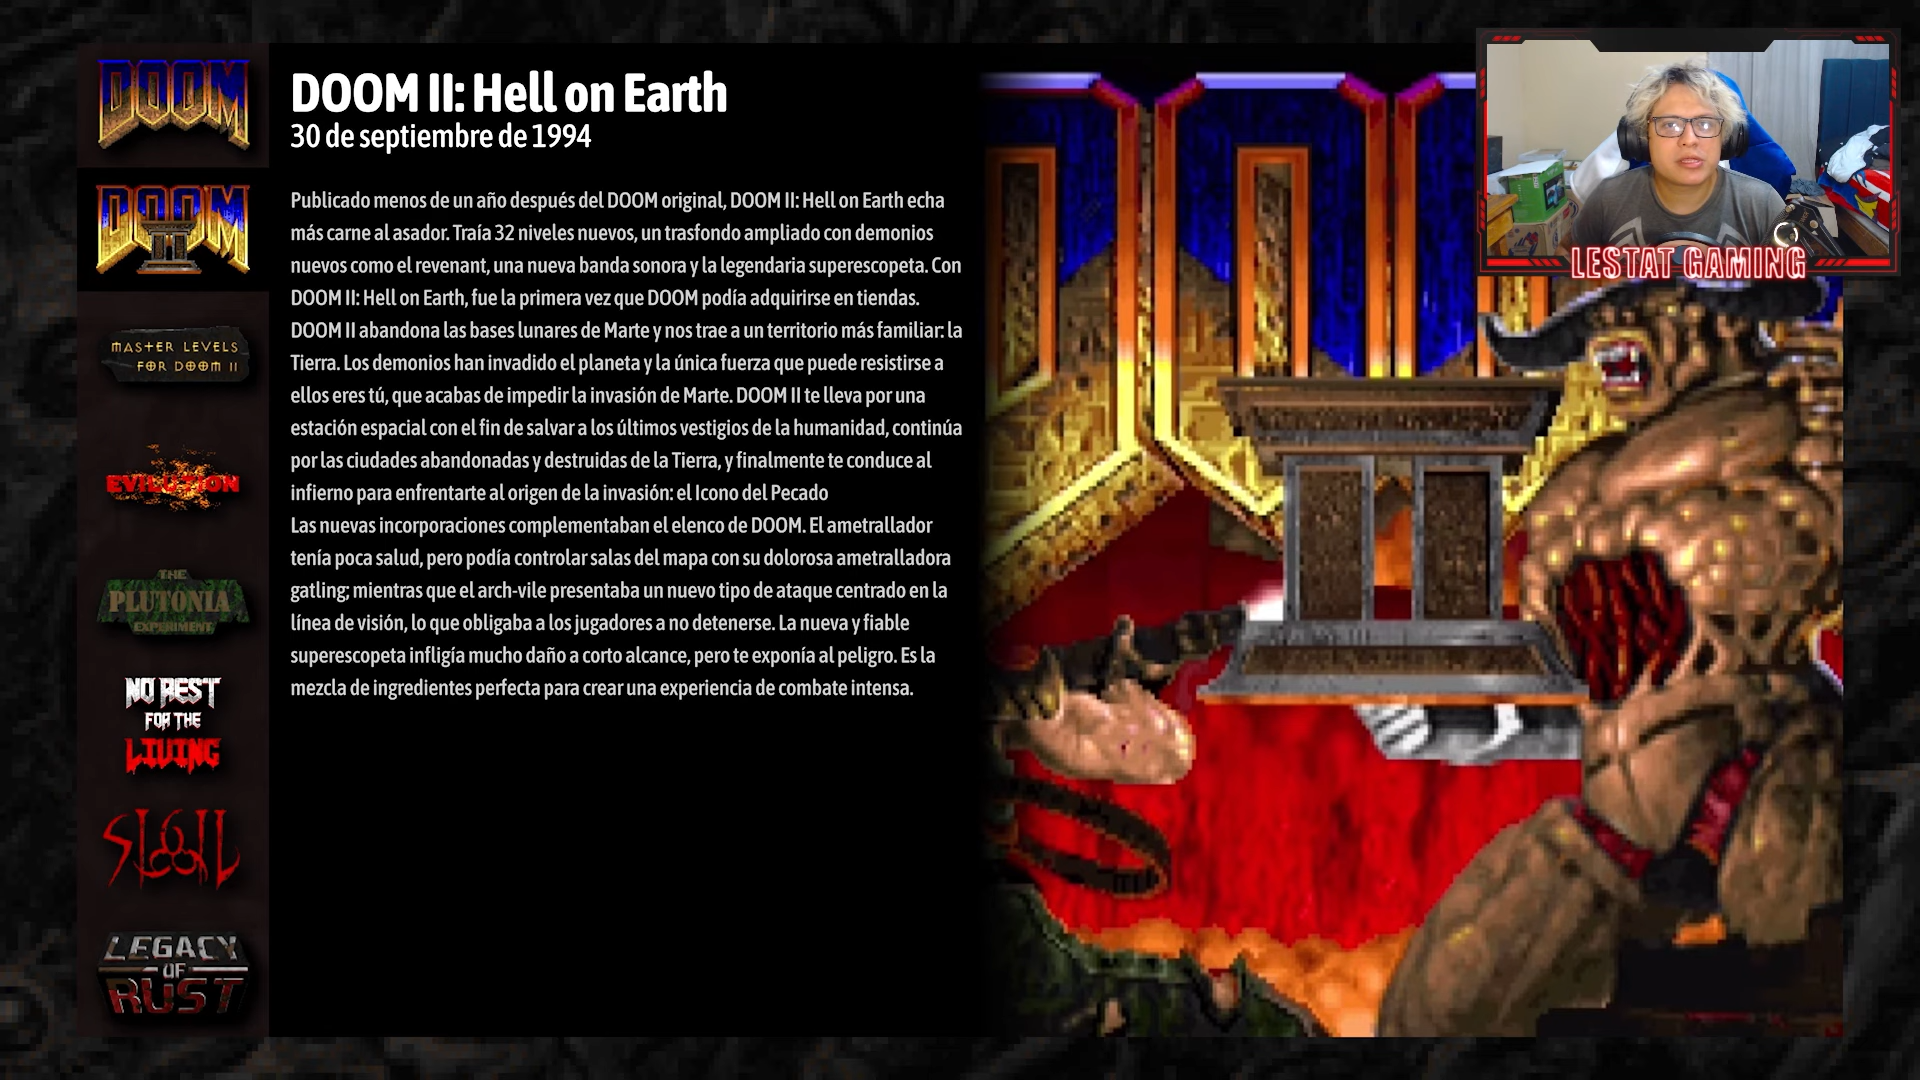 DOOM
DOOM
II
MASTER LEVELS
FOR DOOM II
EVILUTION
THE
PLUTONIA
EXPERIMENT
NO REST
FOR THE
LIVING
SIGIL
LEGACY
OF
RUST
DOOM II: Hell on Earth
30 de septiembre de 1994
Publicado menos de un año después del DOOM original, DOOM II: Hell on Earth echa
más carne al asador. Traía 32 niveles nuevos, un trasfondo ampliado con demonios
nuevos como el revenant, una nueva banda sonora y la legendaria superescopeta. Con
DOOM II: Hell on Earth, fue la primera vez que DOOM podía adquirirse en tiendas.
DOOM II abandona las bases lunares de Marte y nos trae a un territorio más familiar: la
Tierra. Los demonios han invadido el planeta y la única fuerza que puede resistirse a
ellos eres tú, que acabas de impedir la invasión de Marte. DOOM II te lleva por una
estación espacial con el fin de salvar a los últimos vestigios de la humanidad, continúa
por las ciudades abandonadas y destruidas de la Tierra, y finalmente te conduce al
infierno para enfrentarte al origen de la invasión: el Icono del Pecado
Las nuevas incorporaciones complementaban el elenco de DOOM. El ametrallador
tenía poca salud, pero podía controlar salas del mapa con su dolorosa ametralladora
gatling; mientras que el arch-vile presentaba un nuevo tipo de ataque centrado en la
línea de visión, lo que obligaba a los jugadores a no detenerse. La nueva y fiable
superescopeta infligía mucho daño a corto alcance, pero te exponía al peligro. Es la
mezcla de ingredientes perfecta para crear una experiencia de combate intensa.
II
LESTAT GAMING